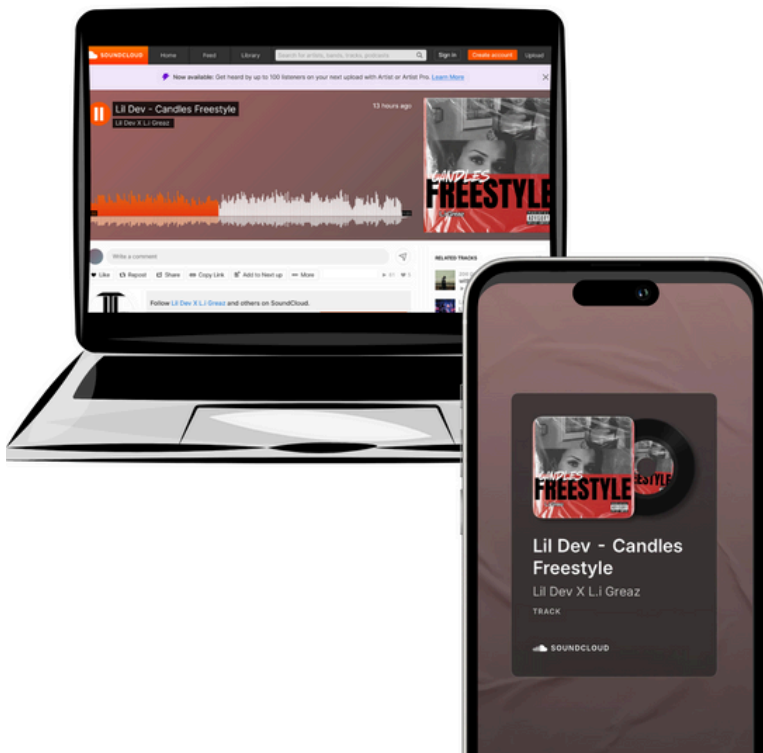 SOUNDCLOUD Home Feed Library Search for artists, bands, tracks, podcasts Sign in Create account Upload
Now available: Get heard by up to 100 listeners on your next upload with Artist or Artist Pro. Learn More
Lil Dev - Candles Freestyle
13 hours ago
Lil Dev X L.i Greaz
CANDLES
FREESTYLE
Write a comment
Like Repost Share Copy Link Add to Next up More
RELATED TRACKS
Follow Lil Dev X L.i Greaz and others on SoundCloud.
CANDLES
FREESTYLE
Lil Dev - Candles
Freestyle
Lil Dev X L.i Greaz
TRACK
SOUNDCLOUD